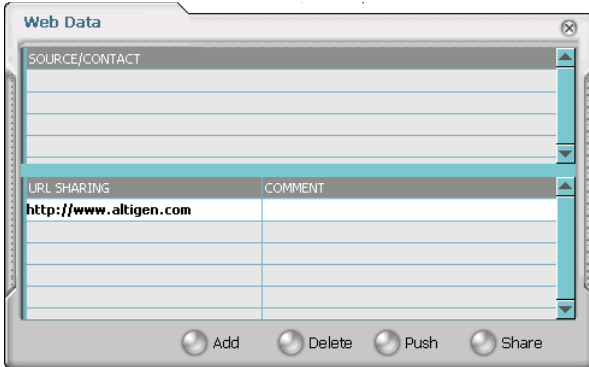 Web Data
SOURCE/CONTACT
URL SHARING COMMENT
http://www.altigen.com
Add Delete Push Share